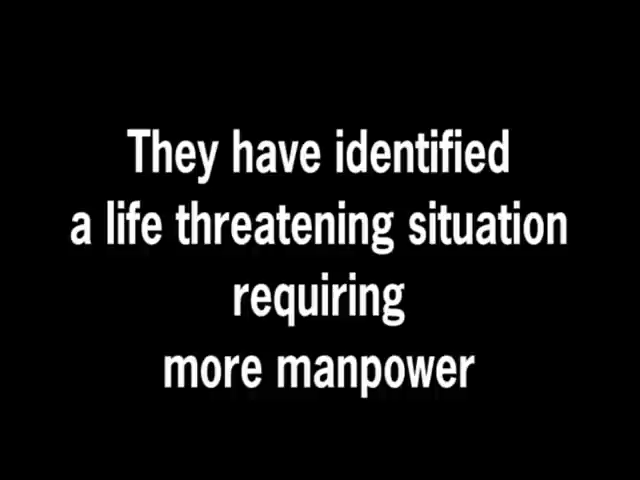 They have identified
a life threatening situation
requiring
more manpower